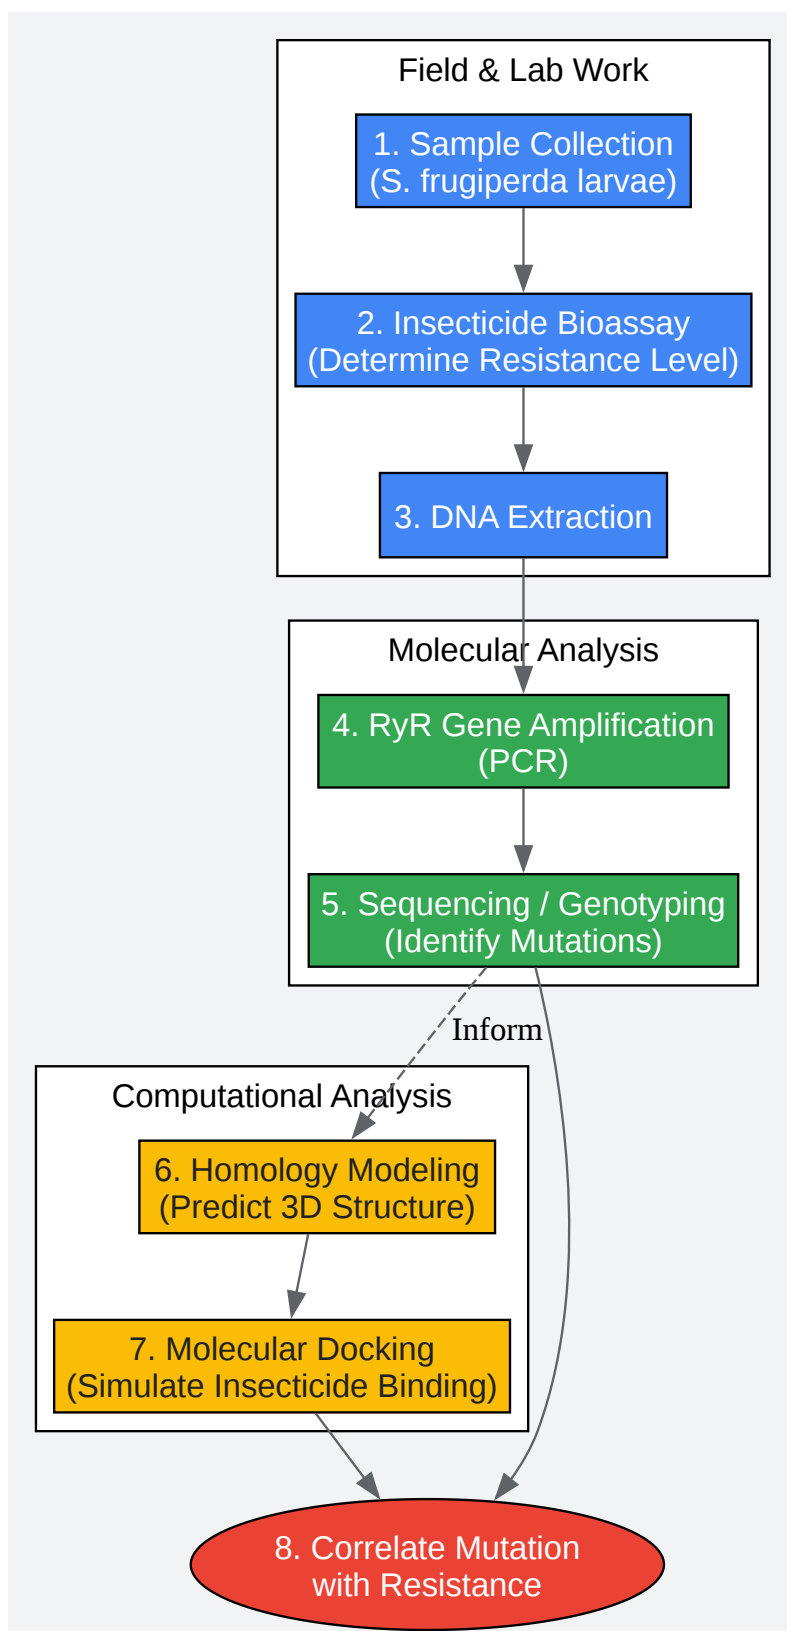 Field & Lab Work
1. Sample Collection
(S. frugiperda larvae)
2. Insecticide Bioassay
(Determine Resistance Level)
3. DNA Extraction
Molecular Analysis
4. RyR Gene Amplification
(PCR)
5. Sequencing / Genotyping
(Identify Mutations)
Inform
Computational Analysis
6. Homology Modeling
(Predict 3D Structure)
7. Molecular Docking
(Simulate Insecticide Binding)
8. Correlate Mutation
with Resistance